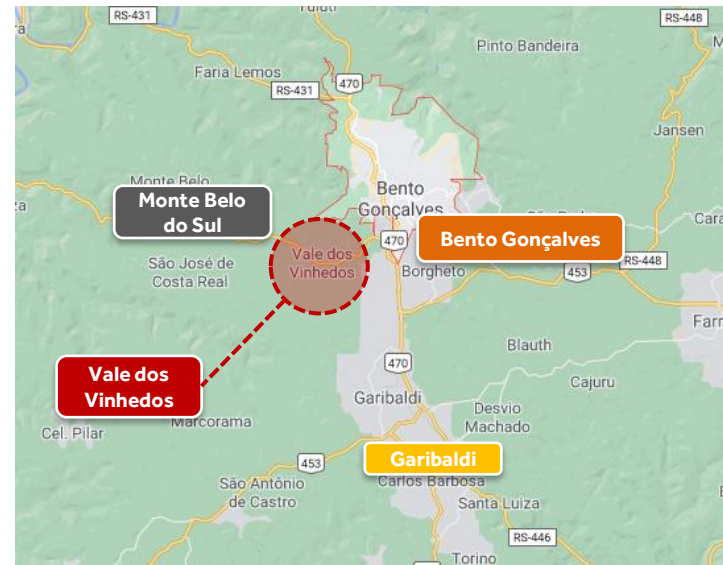 RS-431
Tuiuti
RS-448
Pinto Bandeira
Faria Lemos
470
RS-431
Jansen
Monte Belo
Monte Belo
do Sul
Bento
Gonçalves
Cara
470
Bento Gonçalves
Vale dos
Vinhedos
São José de
Costa Real
Borgheto
453
RS-448
Farr
Blauth
470
Vale dos
Vinhedos
Cajuru
Garibaldi
Desvio
Machado
Marcorama
Cel. Pilar
Garibaldi
453
Carlos Barbosa
São Antônio
de Castro
Santa Luiza
RS-446
Torino